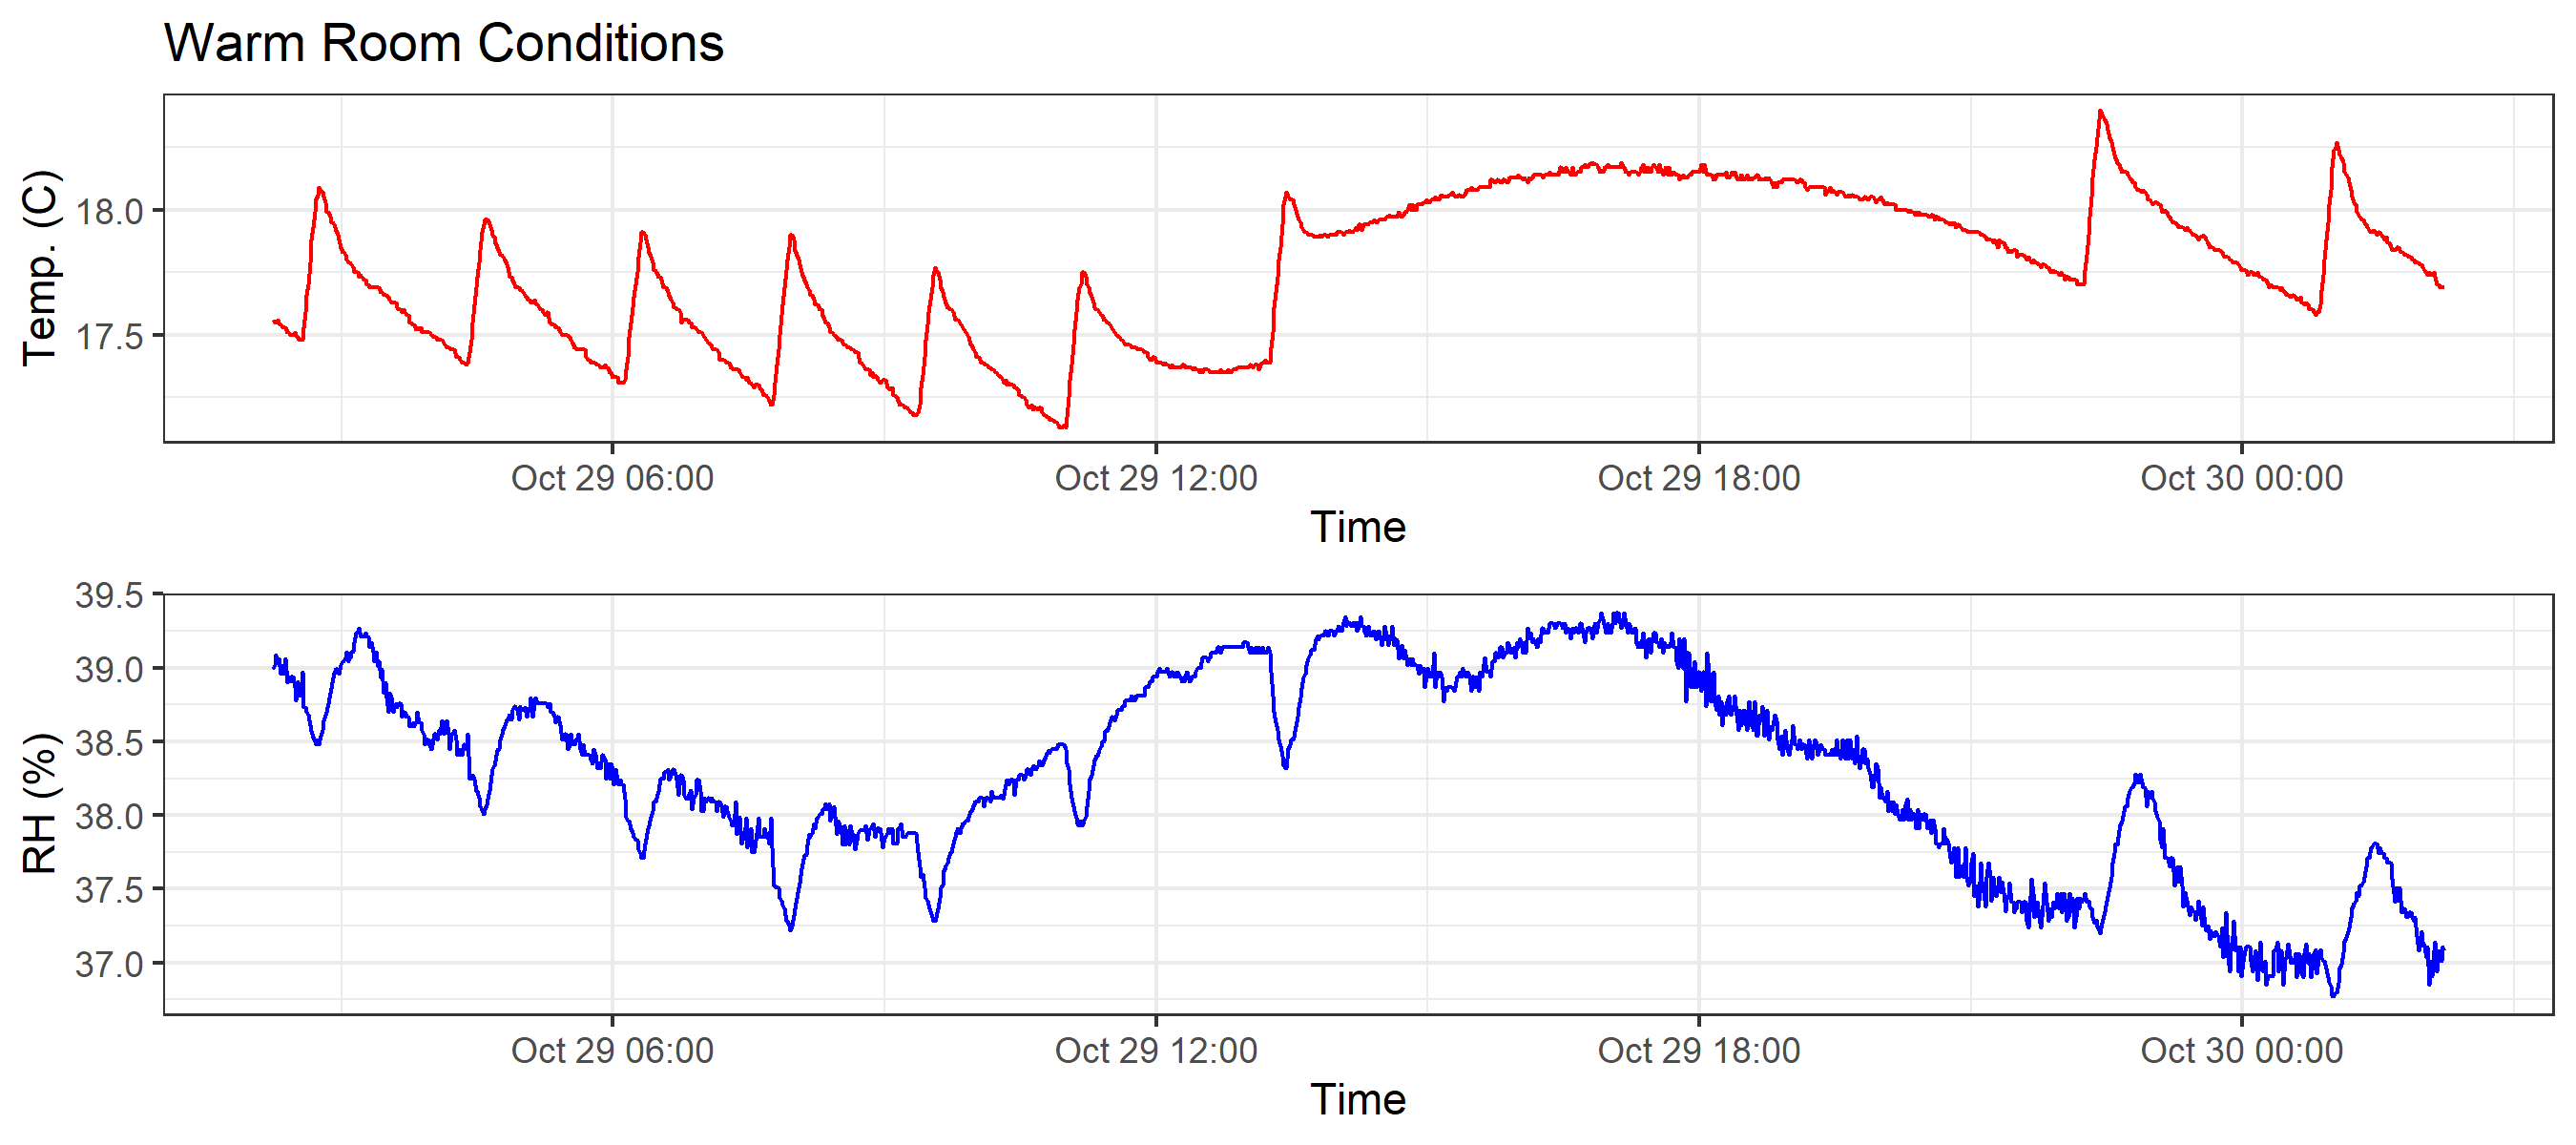 Warm Room Conditions
Temp. (C)
18.0
17.5
Oct 29 06:00 Oct 29 12:00 Oct 29 18:00 Oct 30 00:00
Time
RH (%)
39.5
39.0
38.5
38.0
37.5
37.0
Oct 29 06:00 Oct 29 12:00 Oct 29 18:00 Oct 30 00:00
Time